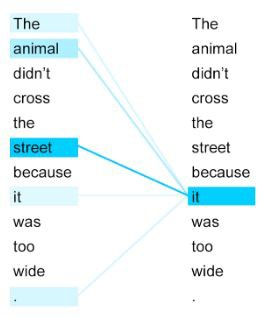 The The
animal animal
didn't didn't
cross cross
the the
street street
because because
it it
was was
too too
wide wide
. .